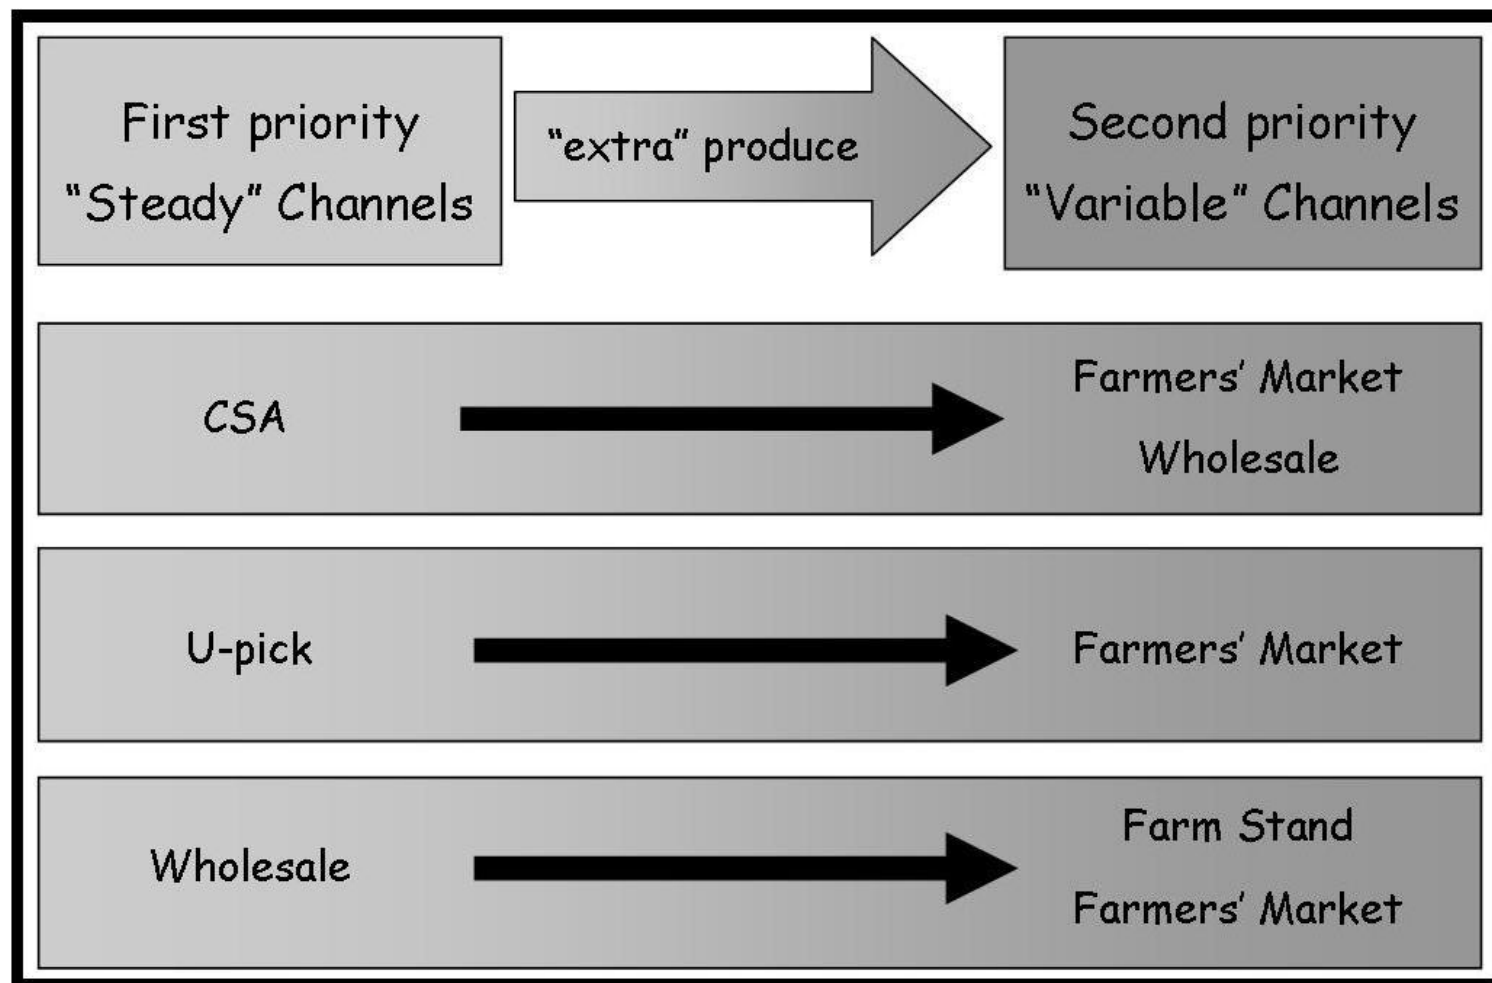 First priority
“Steady” Channels
“extra” produce
Second priority
“Variable” Channels
CSA
Farmers’ Market
Wholesale
U-pick
Farmers’ Market
Wholesale
Farm Stand
Farmers’ Market